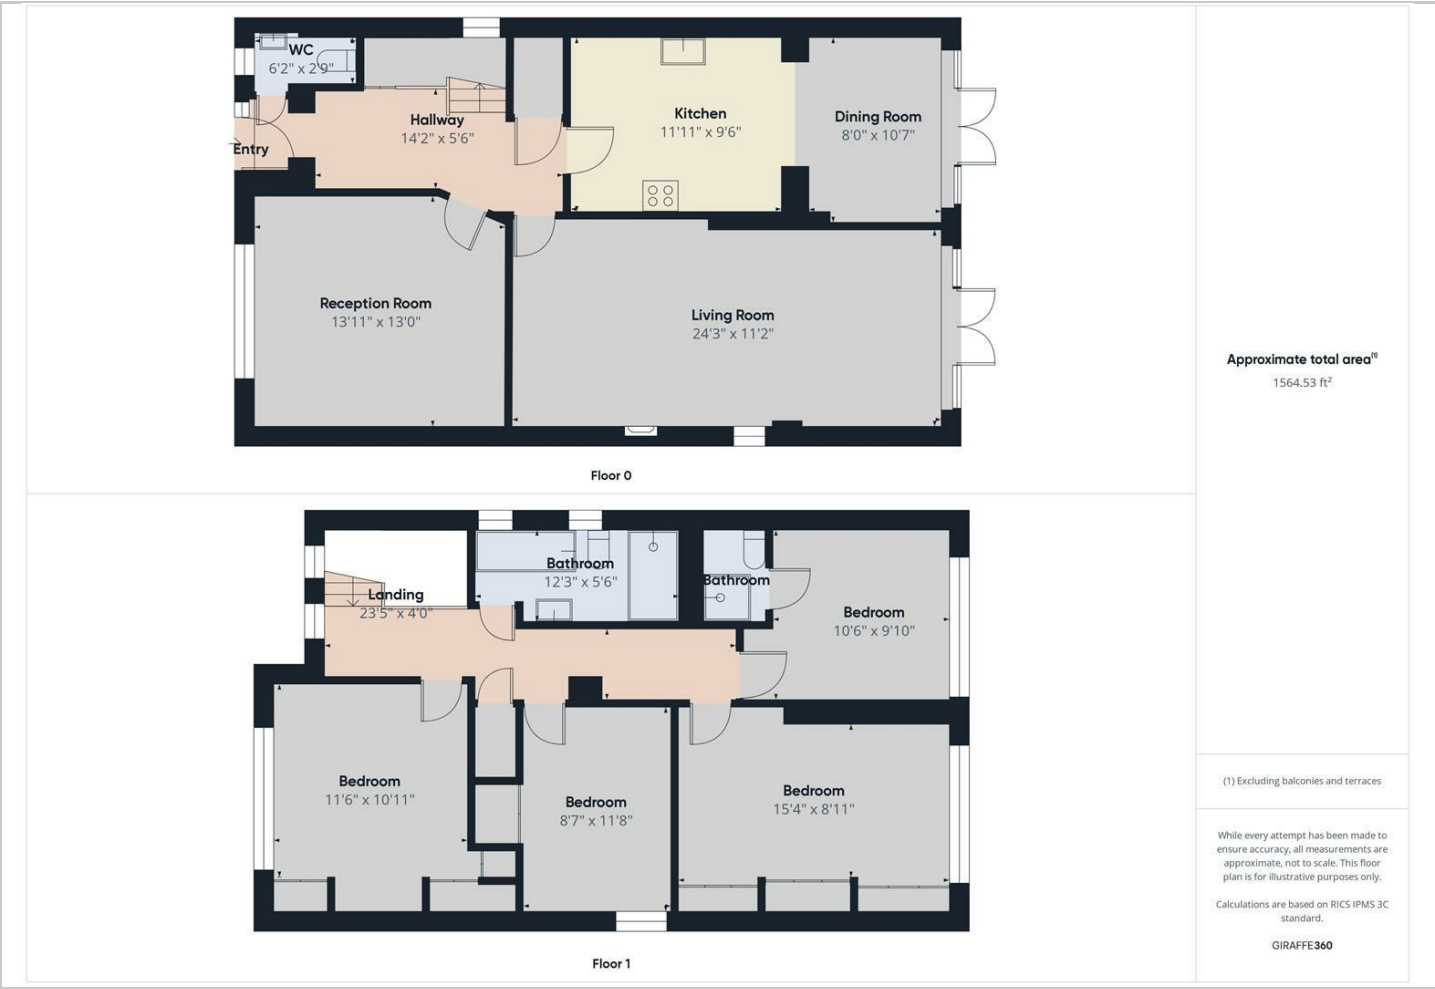 WC
6'2" x 2'9"
Entry
Hallway
14'2" x 5'6"
Kitchen
11'11" x 9'6"
Dining Room
8'0" x 10'7"
Reception Room
13'11" x 13'0"
Living Room
24'3" x 11'2"
Floor 0
Landing
23'5" x 4'0"
Bathroom
12'3" x 5'6"
Bathroom
Bedroom
10'6" x 9'10"
Bedroom
11'6" x 10'11"
Bedroom
8'7" x 11'8"
Bedroom
15'4" x 8'11"
Floor 1
Approximate total area(1)
1564.53 ft²
(1) Excluding balconies and terraces
While every attempt has been made to
ensure accuracy, all measurements are
approximate, not to scale. This floor
plan is for illustrative purposes only.
Calculations are based on RICS IPMS 3C
standard.
GIRAFFE360